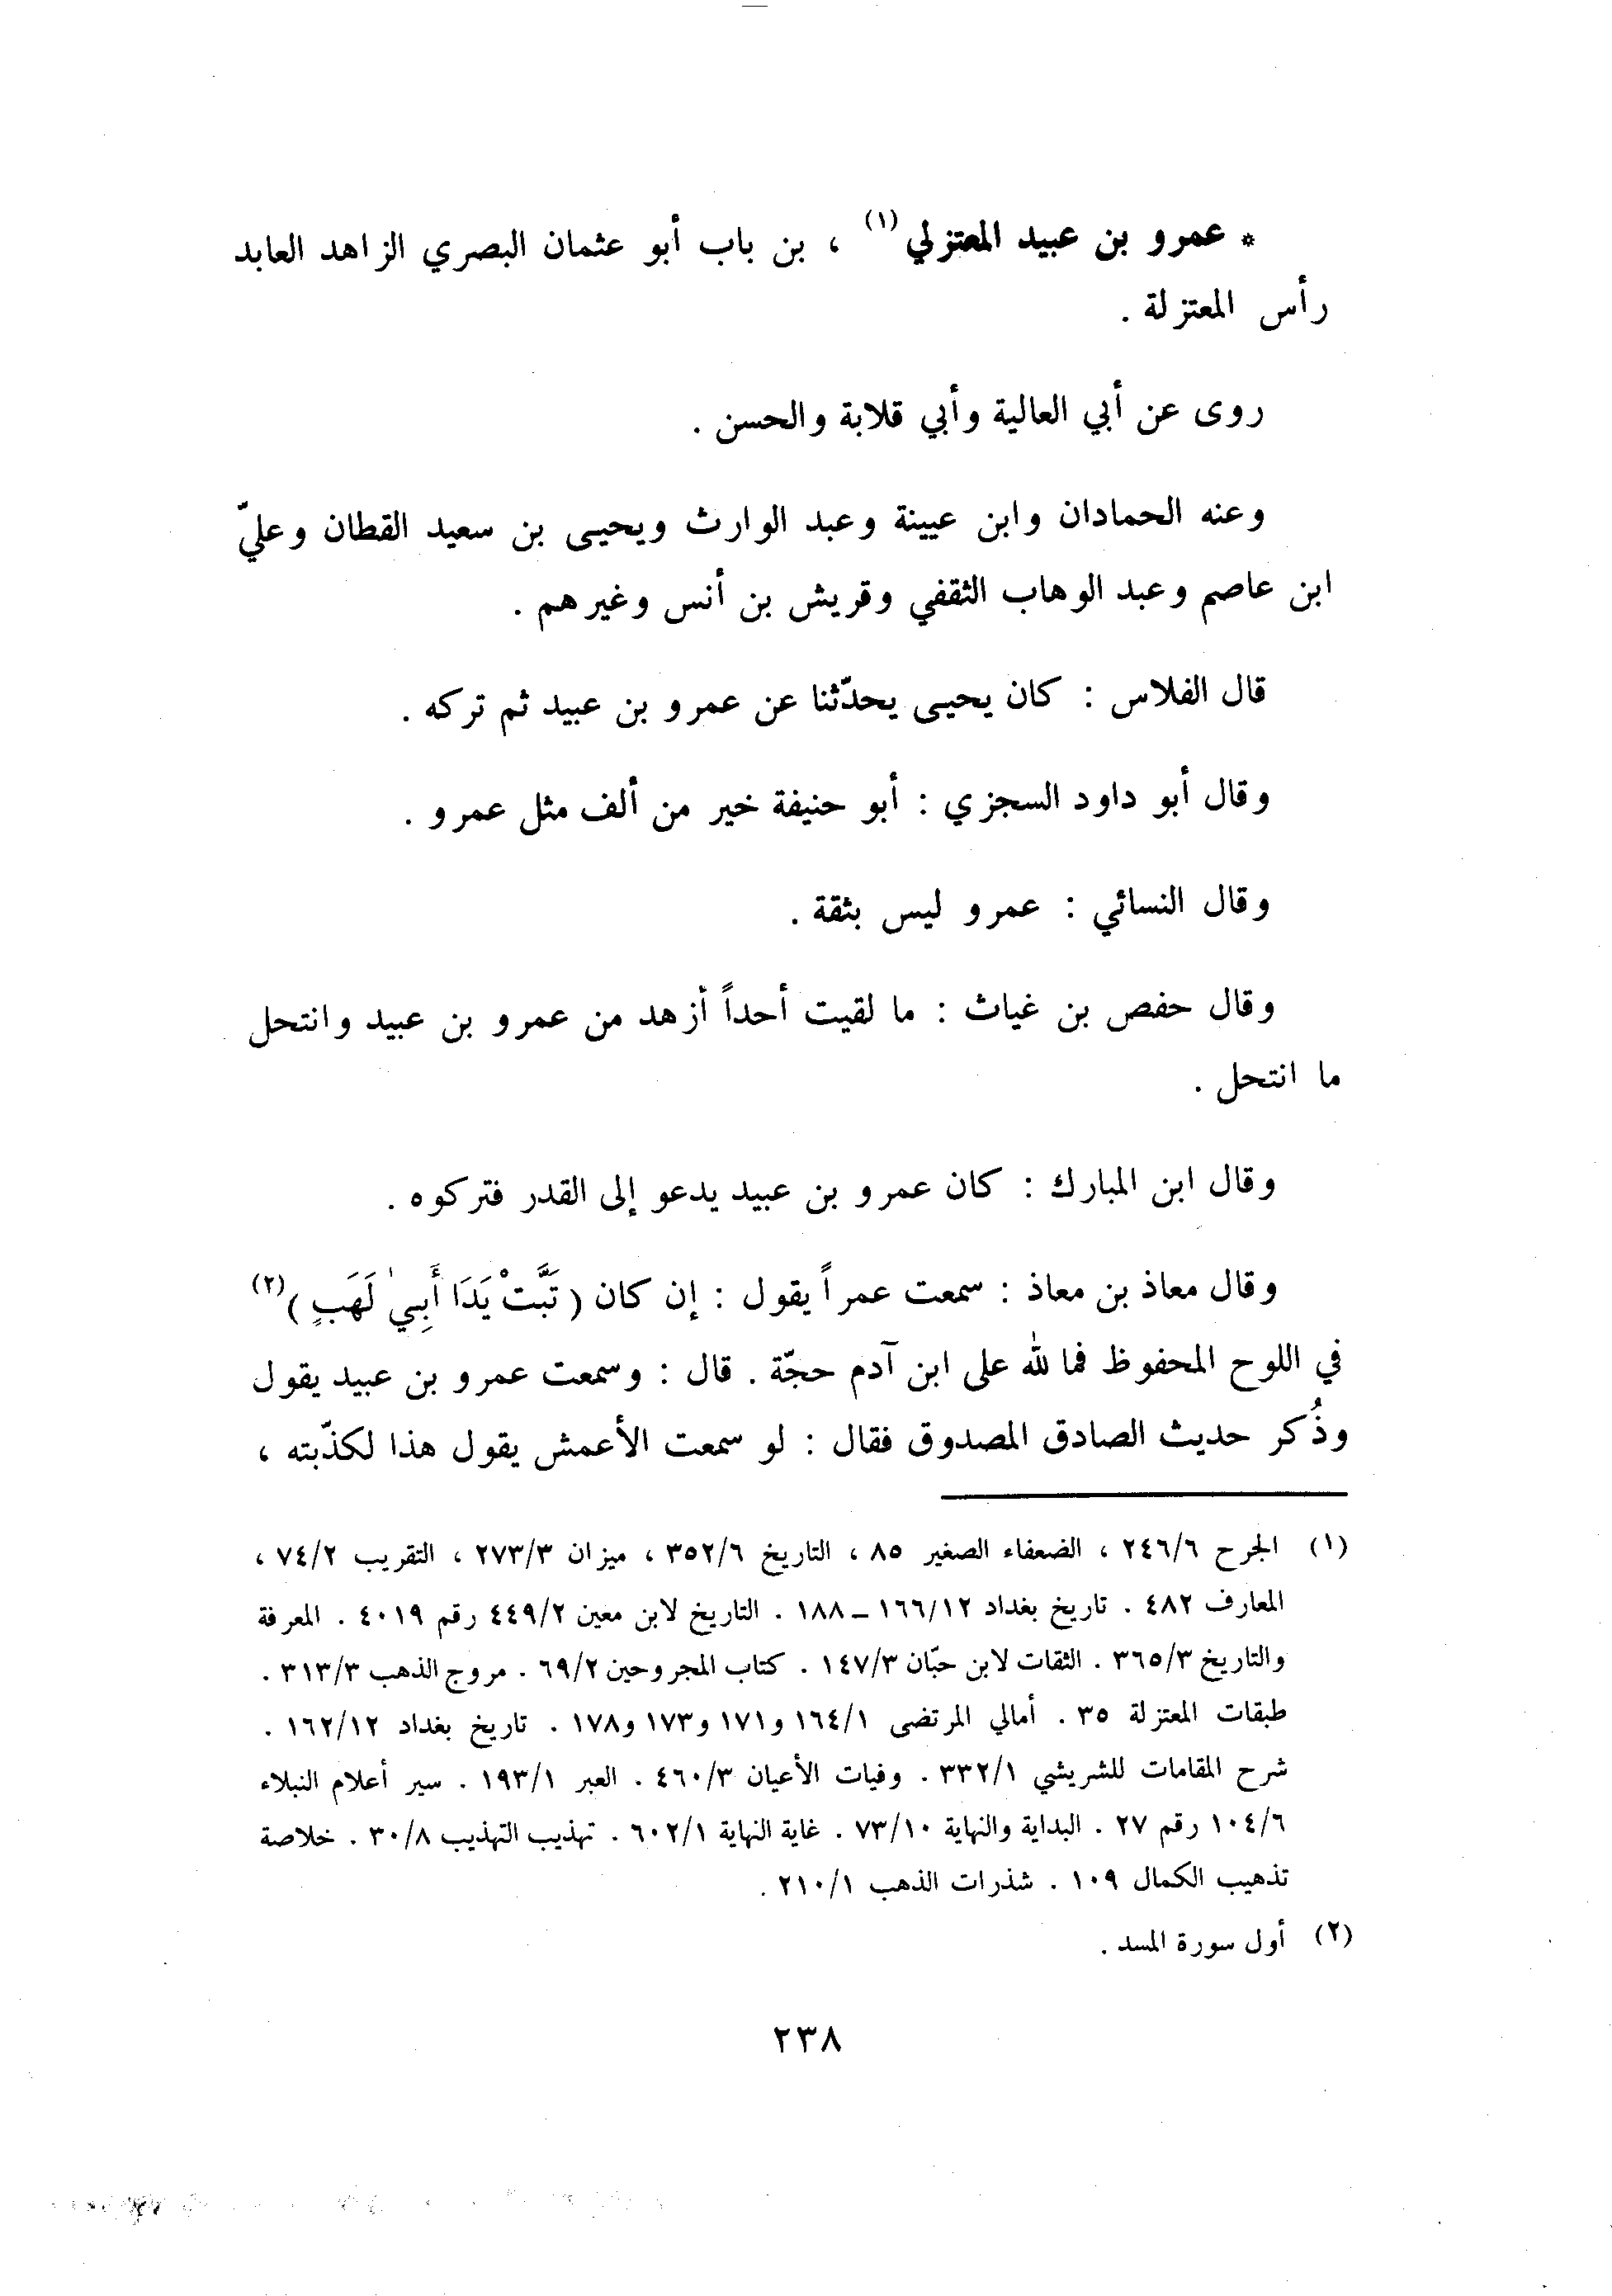 * عمرو بن عبيد المعتزلي (١) ، بن باب أبو عثمان البصري الزاهد العابد
رأس المعتزلة .
روى عن أبي العالية وأبي قلابة والحسن .
وعنه الحمادان وابن عيينة وعبد الوارث ويحيى بن سعيد القطان وعليّ
ابن عاصم وعبد الوهاب الثقفي وقريش بن أنس وغيرهم .
قال الفلاس : كان يحيى يحدّثنا عن عمرو بن عبيد ثم تركه .
وقال أبو داود السجزي : أبو حنيفة خير من ألف مثل عمرو .
وقال النسائي : عمرو ليس بثقة .
وقال حفص بن غياث : ما لقيت أحداً أزهد من عمرو بن عبيد وانتحل
ما انتحل .
وقال ابن المبارك : كان عمرو بن عبيد يدعو إلى القدر فتركوه .
وقال معاذ بن معاذ : سمعت عمراً يقول : إن كان ( تَبَّتْ يَدَا أَبِي لَهَبٍ ) (٢)
في اللوح المحفوظ فما لله على ابن آدم حجّة . قال : وسمعت عمرو بن عبيد يقول
وذُكر حديث الصادق المصدوق فقال : لو سمعت الأعمش يقول هذا لكذّبته ،
(١) الجرح ٢٤٦/٦ ، الضعفاء الصغير ٨٥ ، التاريخ ٣٥٢/٦ ، ميزان ٢٧٣/٣ ، التقريب ٧٤/٢ ،
المعارف ٤٨٢ . تاريخ بغداد ١٦٦/١٢ ــ ١٨٨ . التاريخ لابن معين ٤٤٩/٢ رقم ٤٠١٩ . المعرفة
والتاريخ ٣٦٥/٣ . الثقات لابن حبّان ١٤٧/٣ . كتاب المجروحين ٦٩/٢ . مروج الذهب ٣١٣/٣ .
طبقات المعتزلة ٣٥ . أمالي المرتضى ١٦٤/١ و١٧١ و١٧٣ و١٧٨ . تاريخ بغداد ١٦٢/١٢ .
شرح المقامات للشريشي ٣٣٢/١ . وفيات الأعيان ٤٦٠/٣ . العبر ١٩٣/١ . سير أعلام النبلاء
١٠٤/٦ رقم ٢٧ . البداية والنهاية ٧٣/١٠ . غاية النهاية ٦٠٢/١ . تهذيب التهذيب ٣٠/٨ . خلاصة
تذهيب الكمال ١٠٩ . شذرات الذهب ٢١٠/١ .
(٢) أول سورة المسد .
٢٣٨